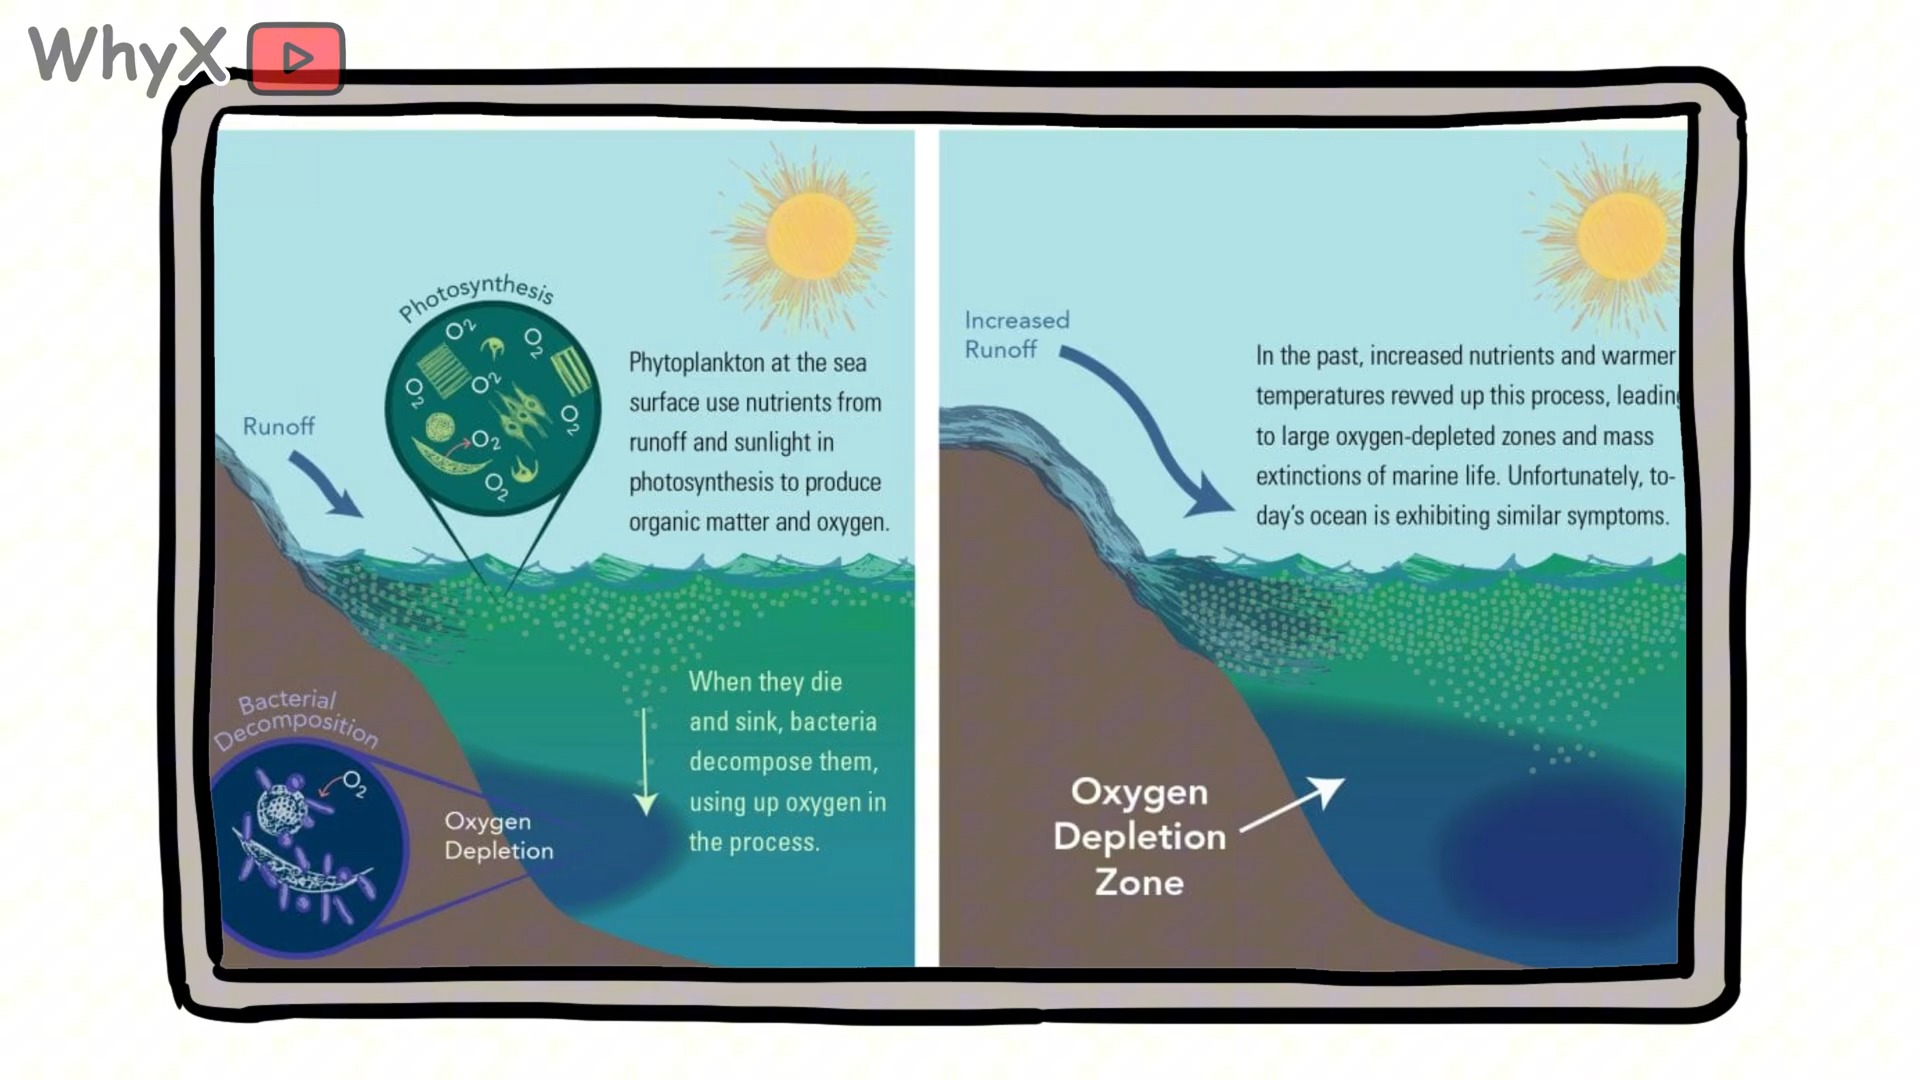 WhyX
Photosynthesis
O2
O2
O2
O2
O2
O2
O2
Runoff
Phytoplankton at the sea
surface use nutrients from
runoff and sunlight in
photosynthesis to produce
organic matter and oxygen.
When they die
and sink, bacteria
decompose them,
using up oxygen in
the process.
Bacterial
Decomposition
O2
Oxygen
Depletion
Increased
Runoff
In the past, increased nutrients and warmer
temperatures revved up this process, leading
to large oxygen-depleted zones and mass
extinctions of marine life. Unfortunately, to-
day's ocean is exhibiting similar symptoms.
Oxygen
Depletion
Zone